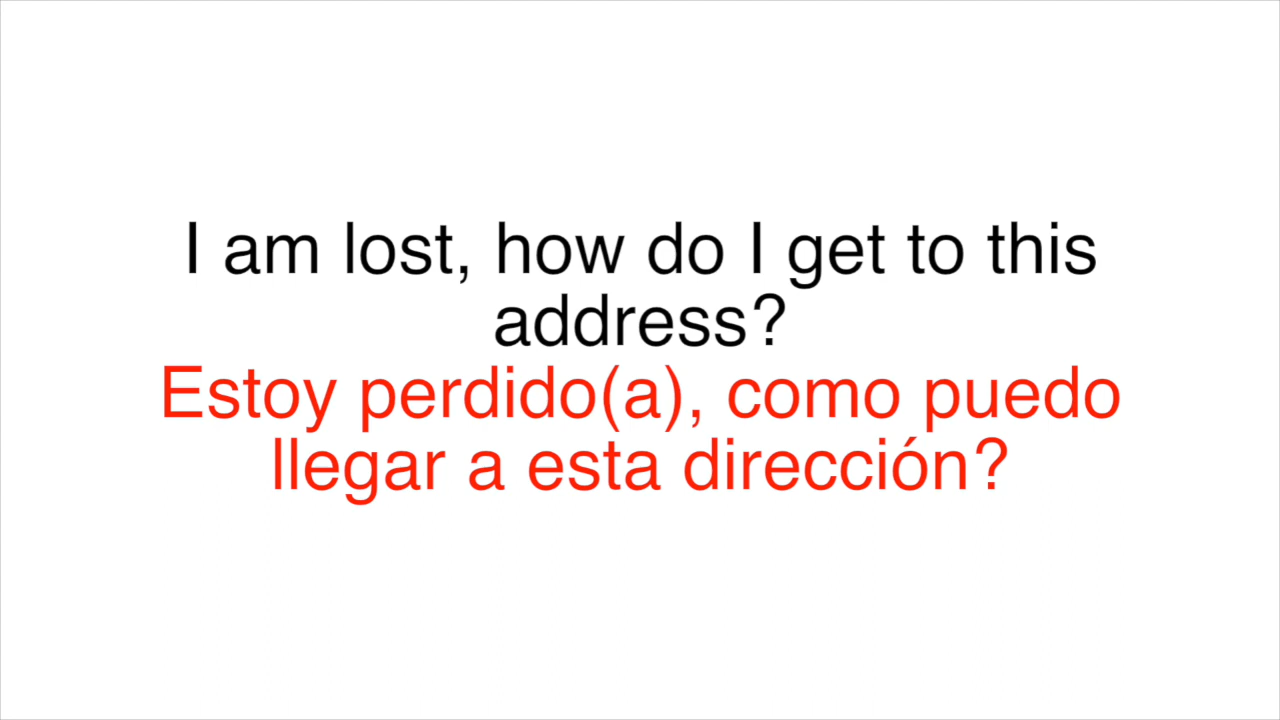 I am lost, how do I get to this
address?
Estoy perdido(a), como puedo
llegar a esta dirección?